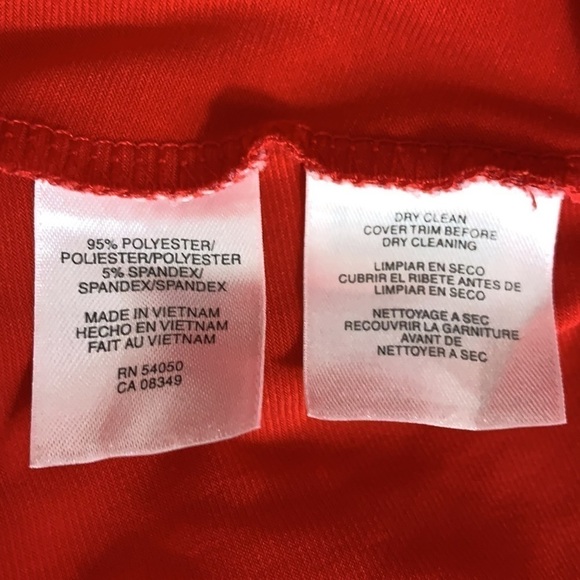 95% POLYESTER/
POLIESTER/POLYESTER
5% SPANDEX/
SPANDEX/SPANDEX
MADE IN VIETNAM
HECHO EN VIETNAM
FAIT AU VIETNAM
RN 54050
CA 08349
DRY CLEAN
COVER TRIM BEFORE
DRY CLEANING
LIMPIAR EN SECO
CUBRIR EL RIBETE ANTES DE
LIMPIAR EN SECO
NETTOYAGE A SEC
RECOUVRIR LA GARNITURE
AVANT DE
NETTOYER A SEC